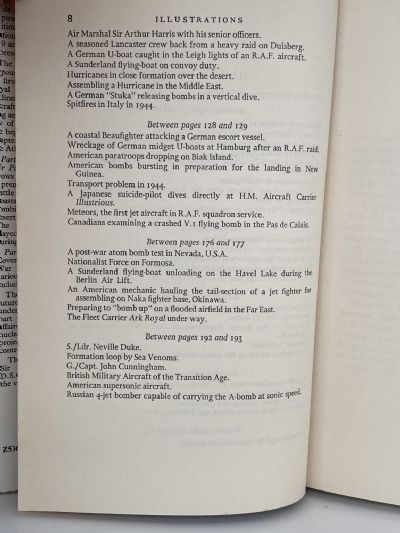 8 ILLUSTRATIONS
Air Marshal Sir Arthur Harris with his senior officers.
A seasoned Lancaster crew back from a heavy raid on Duisberg.
A German U-boat caught in the Leigh lights of an R.A.F. aircraft.
A Sunderland flying-boat on convoy duty.
Hurricanes in close formation over the desert.
Assembling a Hurricane in the Middle East.
A German "Stuka" releasing bombs in a vertical dive.
Spitfires in Italy in 1944.
Between pages 128 and 129
A coastal Beaufighter attacking a German escort vessel.
Wreckage of German midget U-boats at Hamburg after an R.A.F. raid.
American paratroops dropping on Biak Island.
American bombs bursting in preparation for the landing in New
Guinea.
Transport problem in 1944.
A Japanese suicide-pilot dives directly at H.M. Aircraft Carrier
Illustrious.
Meteors, the first jet aircraft in R.A.F. squadron service.
Canadians examining a crashed V.1 flying bomb in the Pas de Calais.
Between pages 176 and 177
A post-war atom bomb test in Nevada, U.S.A.
Nationalist Force on Formosa.
A Sunderland flying-boat unloading on the Havel Lake during the
Berlin Air Lift.
An American mechanic hauling the tail-section of a jet fighter for
assembling on Naka fighter base, Okinawa.
Preparing to "bomb up" on a flooded airfield in the Far East.
The Fleet Carrier Ark Royal under way.
Between pages 192 and 193
S./Ldr. Neville Duke.
Formation loop by Sea Venoms.
G./Capt. John Cunningham.
British Military Aircraft of the Transition Age.
American supersonic aircraft.
Russian 4-jet bomber capable of carrying the A-bomb at sonic speed.